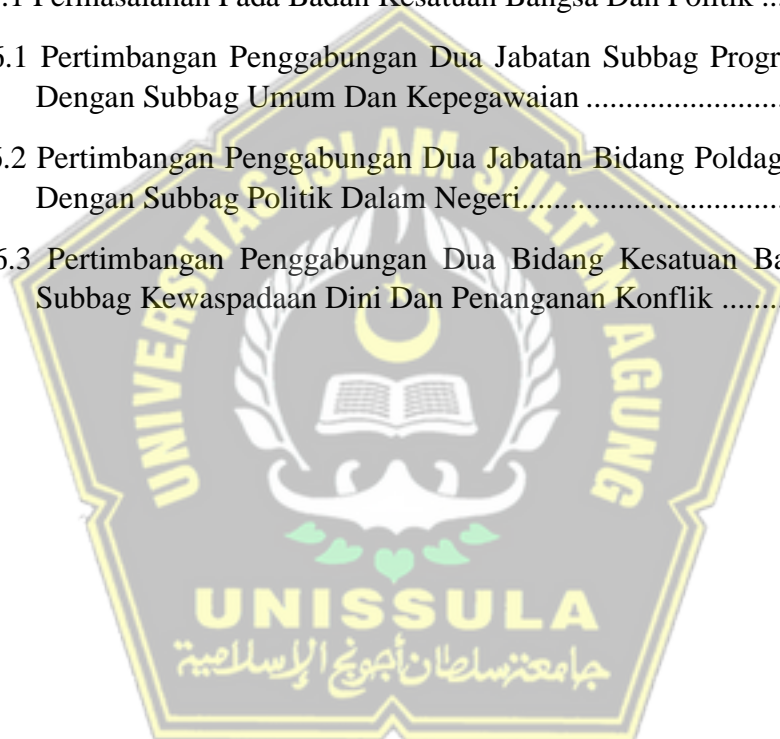 .1 Permasalahan Pada Badan Kesatuan Bangsa Dan Politik ...
6.1 Pertimbangan Penggabungan Dua Jabatan Subbag Progr
Dengan Subbag Umum Dan Kepegawaian ......................
6.2 Pertimbangan Penggabungan Dua Jabatan Bidang Poldag
Dengan Subbag Politik Dalam Negeri.............................
6.3 Pertimbangan Penggabungan Dua Bidang Kesatuan Ba
Subbag Kewaspadaan Dini Dan Penanganan Konflik ........
UNIVERSITAS ISLAM SULTAN AGUNG
UNISSULA
جامعتسلطان أجونج الإسلامية